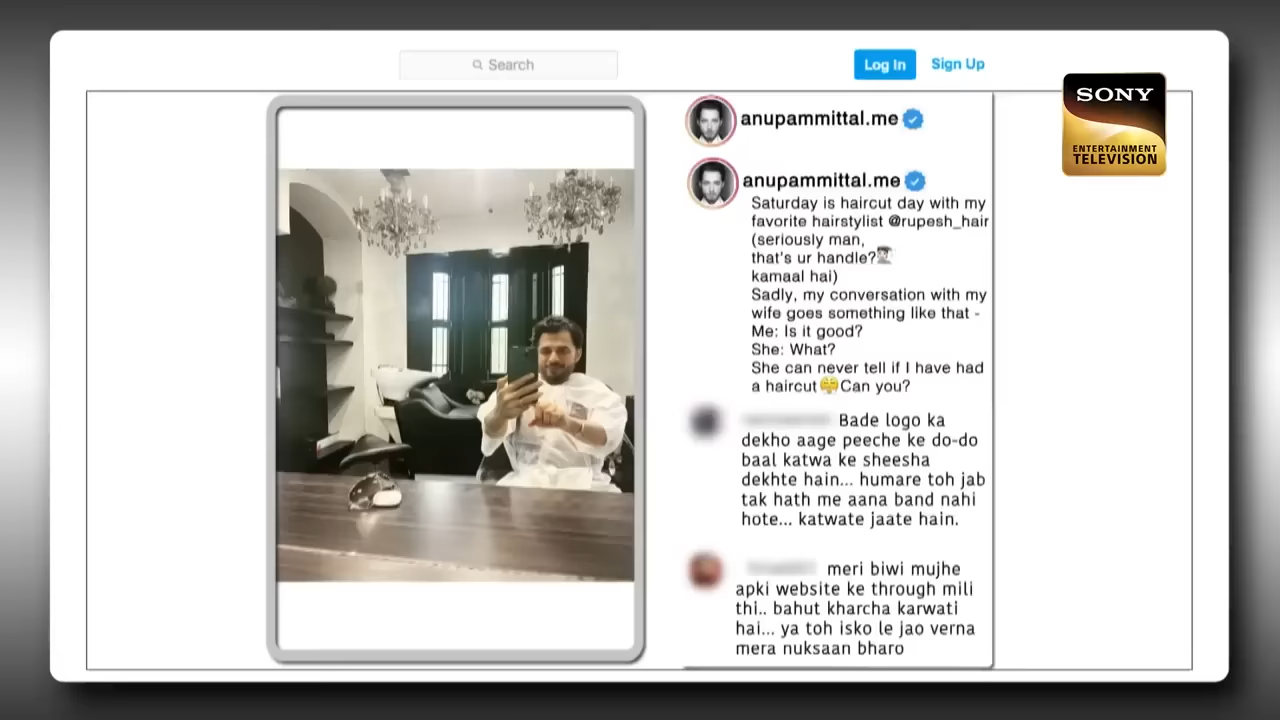 Search
Log In
Sign Up
SONY
ENTERTAINMENT
TELEVISION
anupammittal.me
anupammittal.me
Saturday is haircut day with my
favorite hairstylist @rupesh_hair
(seriously man,
that's ur handle?
kamaal hai)
Sadly, my conversation with my
wife goes something like that -
Me: Is it good?
She: What?
She can never tell if I have had
a haircut Can you?
Bade logo ka
dekho aage peeche ke do-do
baal katwa ke sheesha
dekhte hain... humare toh jab
tak hath me aana band nahi
hote... katwate jaate hain.
meri biwi mujhe
apki website ke through mili
thi.. bahut kharcha karwati
hai... ya toh isko le jao verna
mera nuksaan bharo